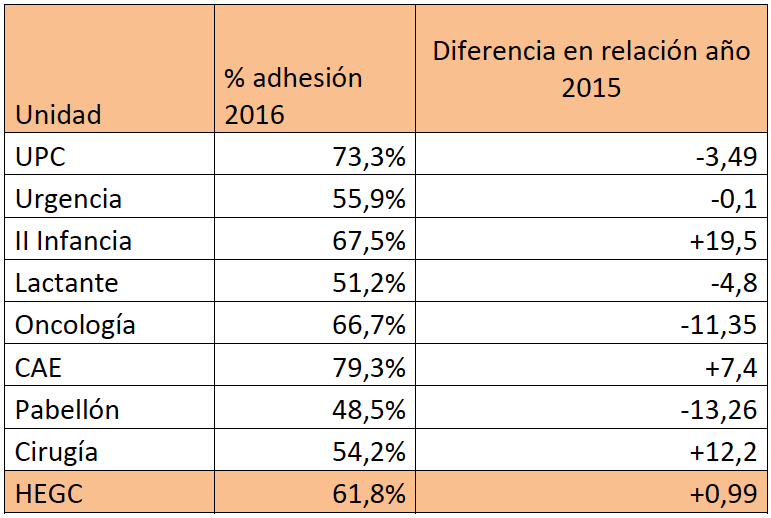 Unidad % adhesión 2016 Diferencia en relación año 2015
UPC 73,3% -3,49
Urgencia 55,9% -0,1
II Infancia 67,5% +19,5
Lactante 51,2% -4,8
Oncología 66,7% -11,35
CAE 79,3% +7,4
Pabellón 48,5% -13,26
Cirugía 54,2% +12,2
HEGC 61,8% +0,99